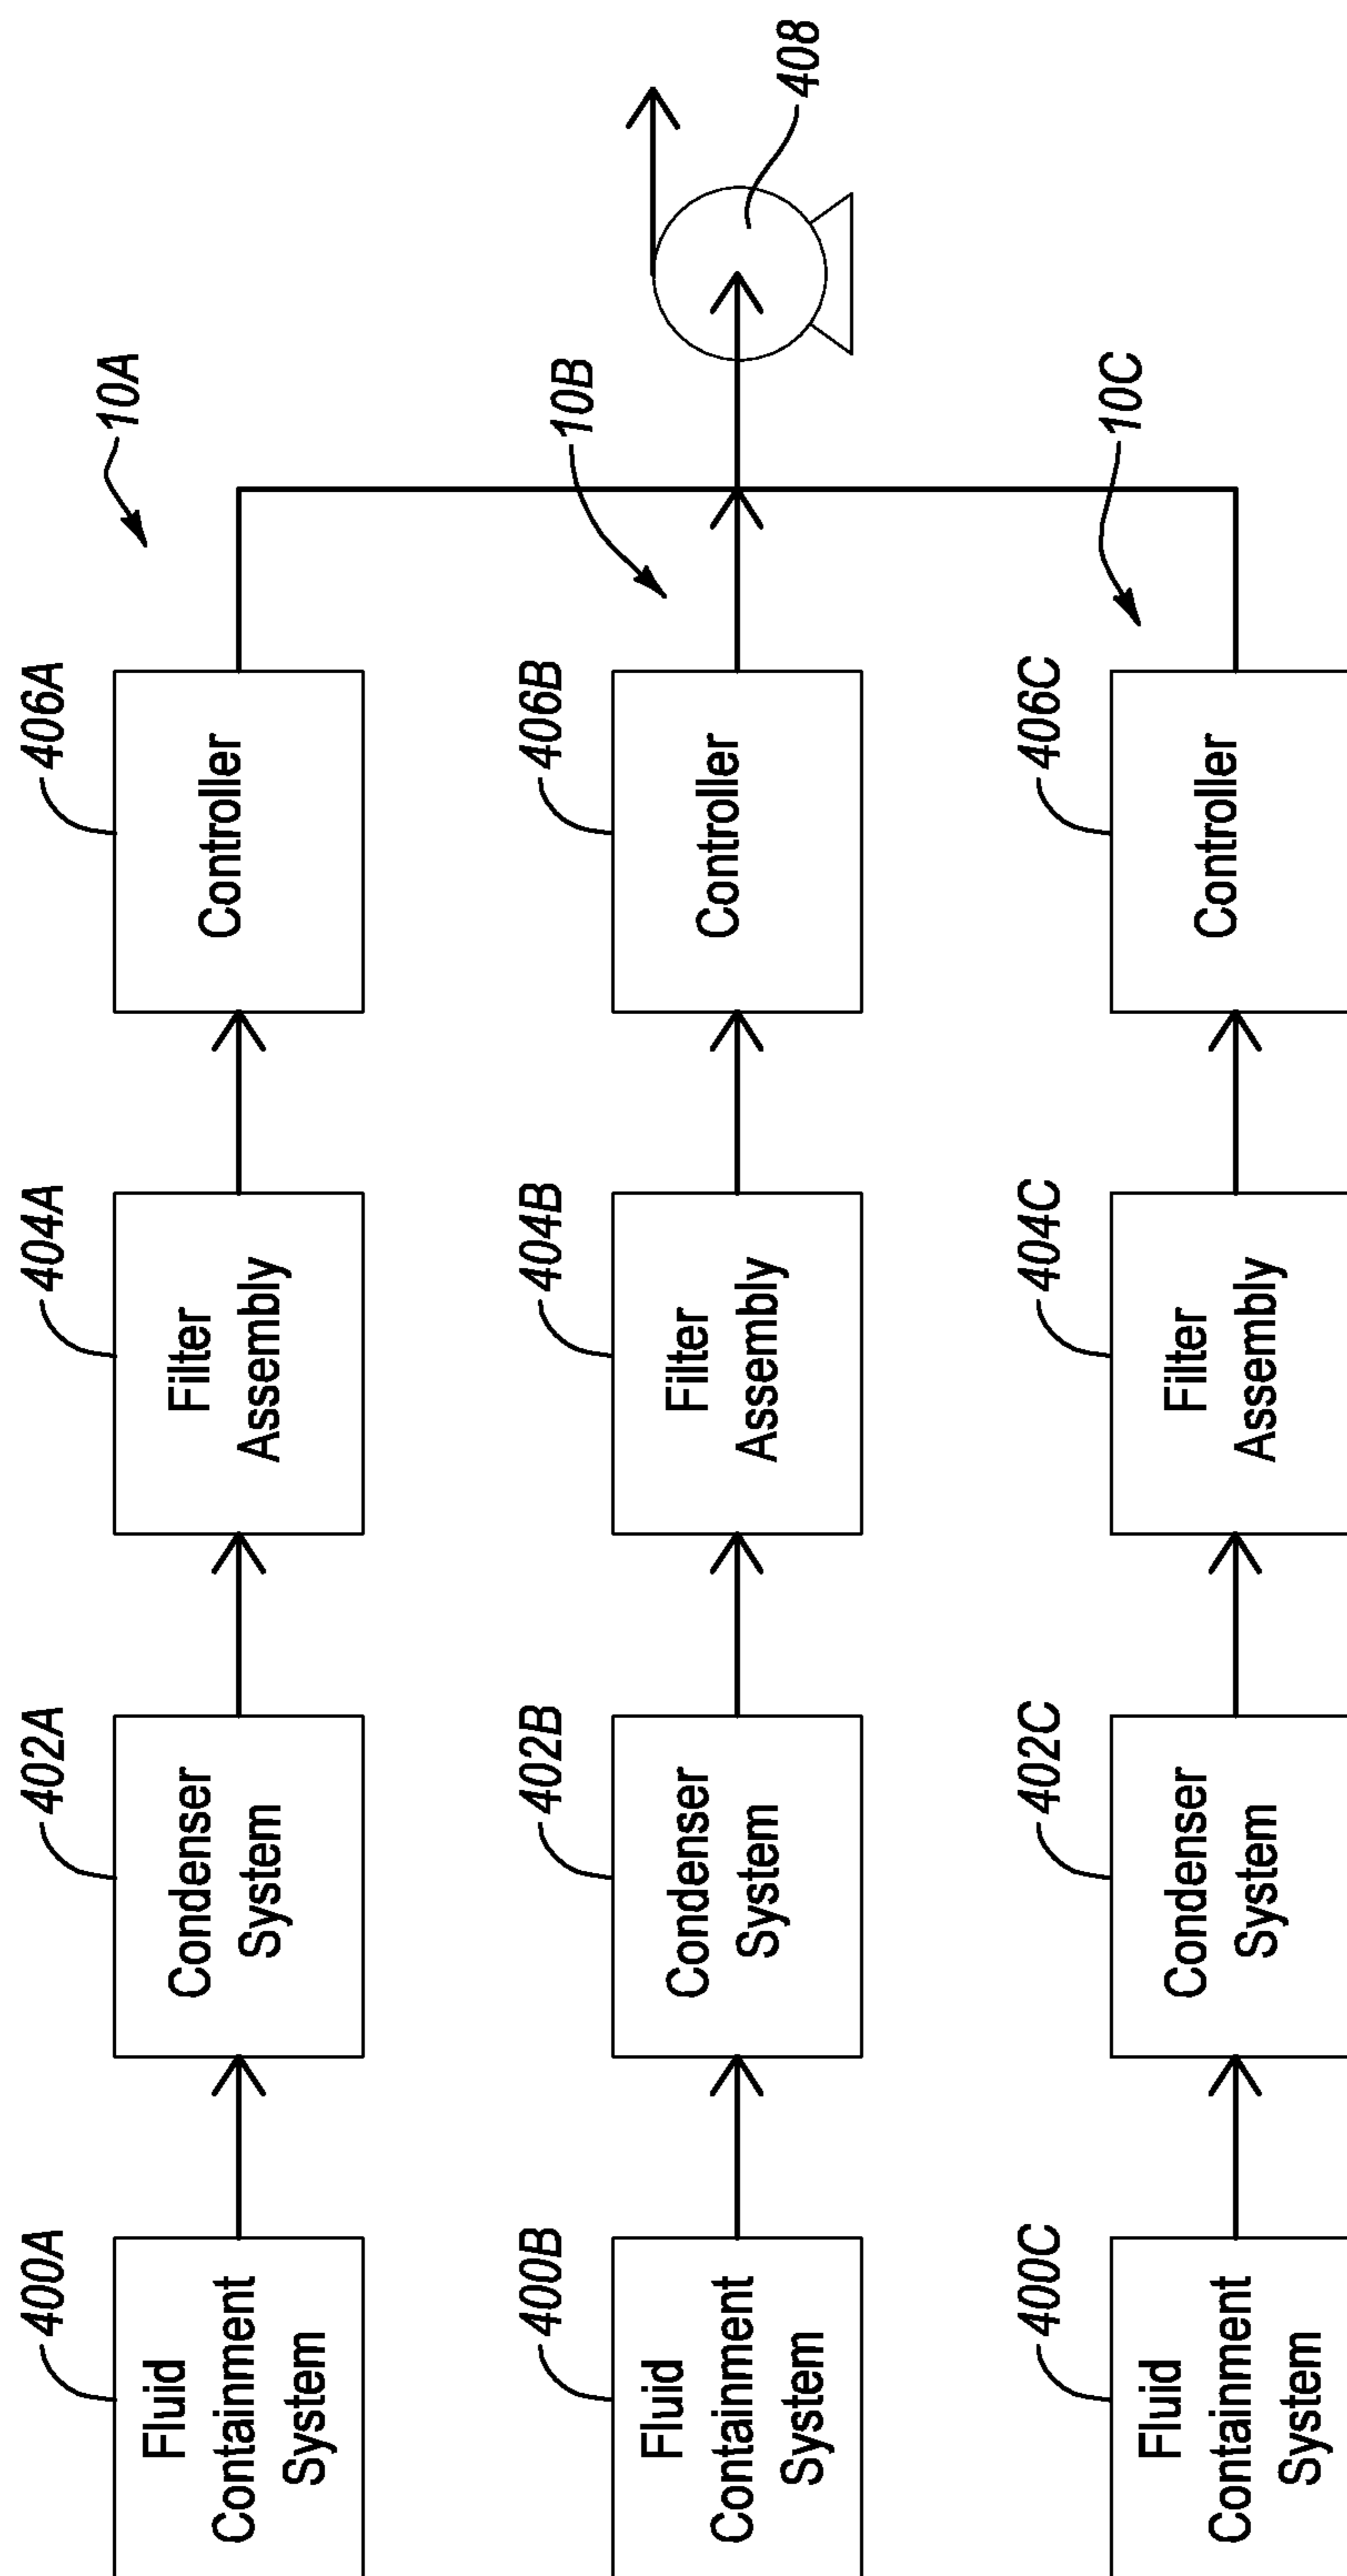 10A
400A
402A
404A
406A
Fluid
Containment
System
Condenser
System
Filter
Assembly
Controller
408
10B
400B
402B
404B
406B
Fluid
Containment
System
Condenser
System
Filter
Assembly
Controller
10C
400C
402C
404C
406C
Fluid
Containment
System
Condenser
System
Filter
Assembly
Controller